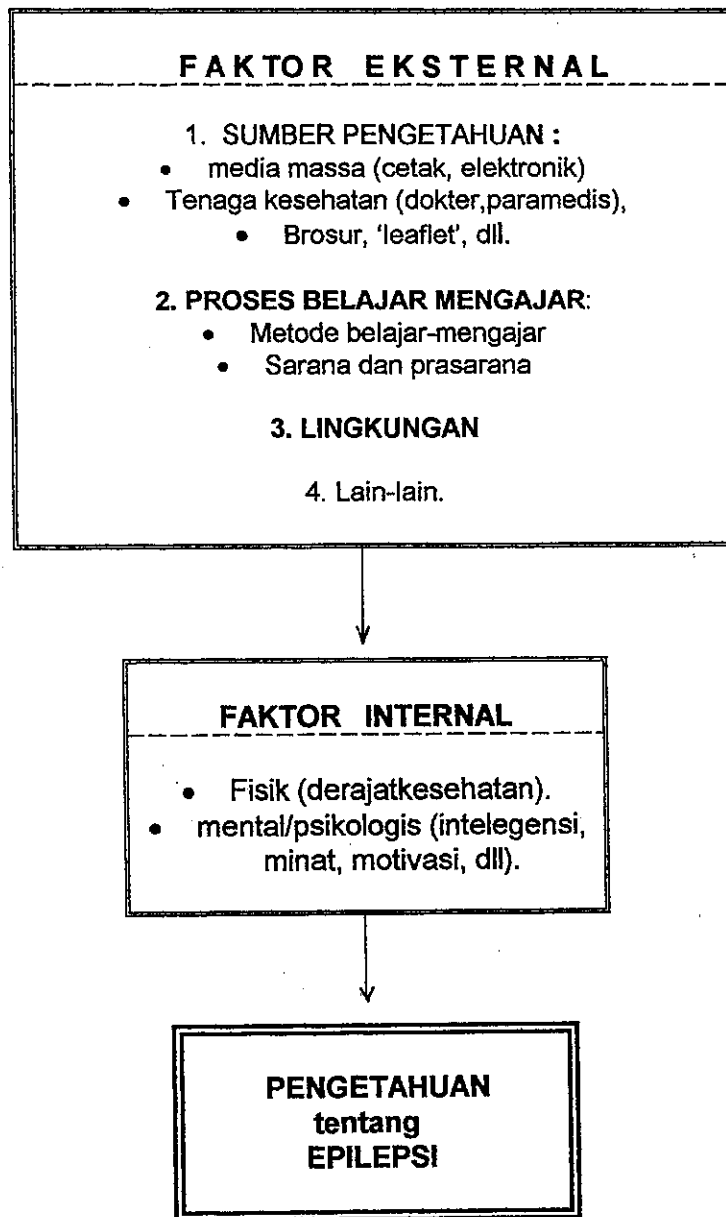 FAKTOR EKSTERNAL
1. SUMBER PENGETAHUAN :
• media massa (cetak, elektronik)
• Tenaga kesehatan (dokter,paramedis),
• Brosur, 'leaflet', dll.
2. PROSES BELAJAR MENGAJAR:
• Metode belajar-mengajar
• Sarana dan prasarana
3. LINGKUNGAN
4. Lain-lain.
FAKTOR INTERNAL
• Fisik (derajatkesehatan).
• mental/psikologis (intelegensi,
minat, motivasi, dll).
PENGETAHUAN
tentang
EPILEPSI